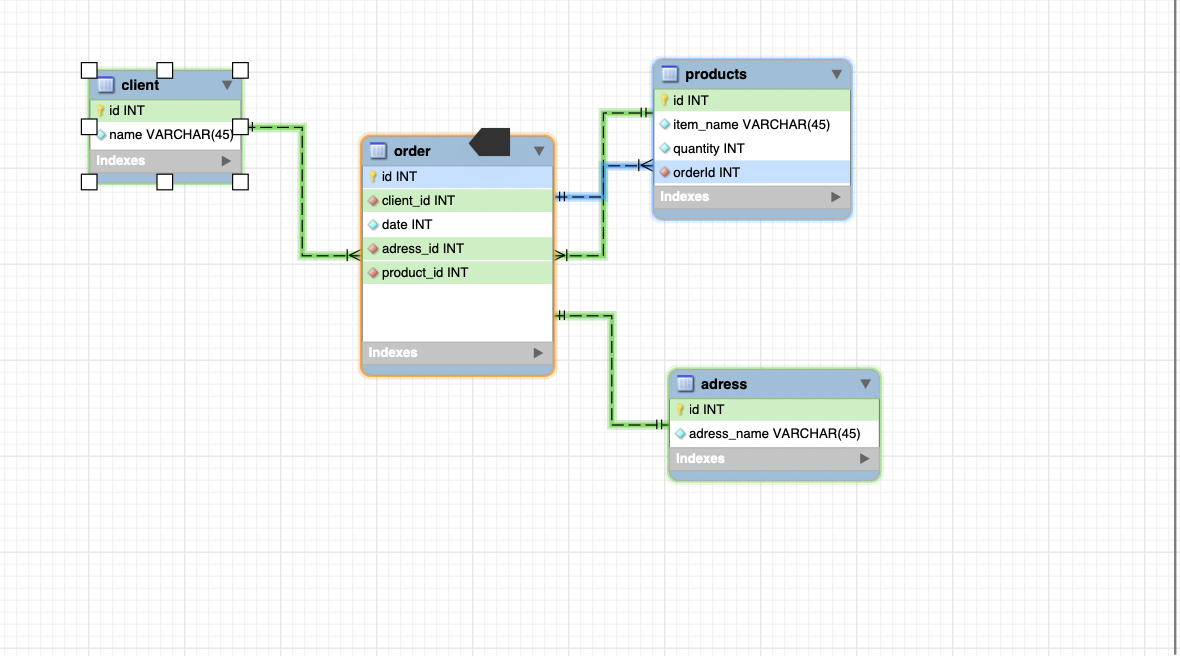 client
id INT
name VARCHAR(45)
Indexes
order
id INT
client_id INT
date INT
adress_id INT
product_id INT
Indexes
products
id INT
item_name VARCHAR(45)
quantity INT
orderId INT
Indexes
adress
id INT
adress_name VARCHAR(45)
Indexes